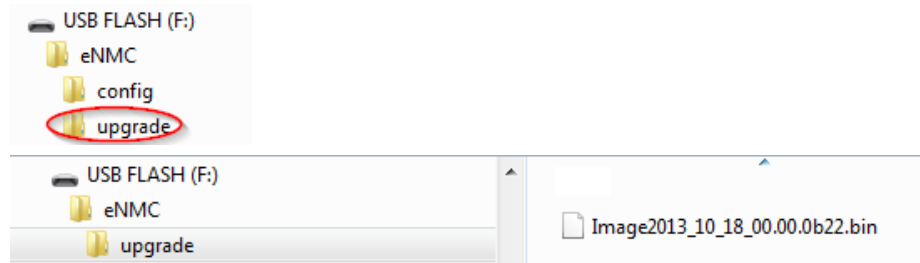 USB FLASH (F:)
eNMC
config
upgrade
USB FLASH (F:)
eNMC
upgrade
Image2013_10_18_00.00.0b22.bin